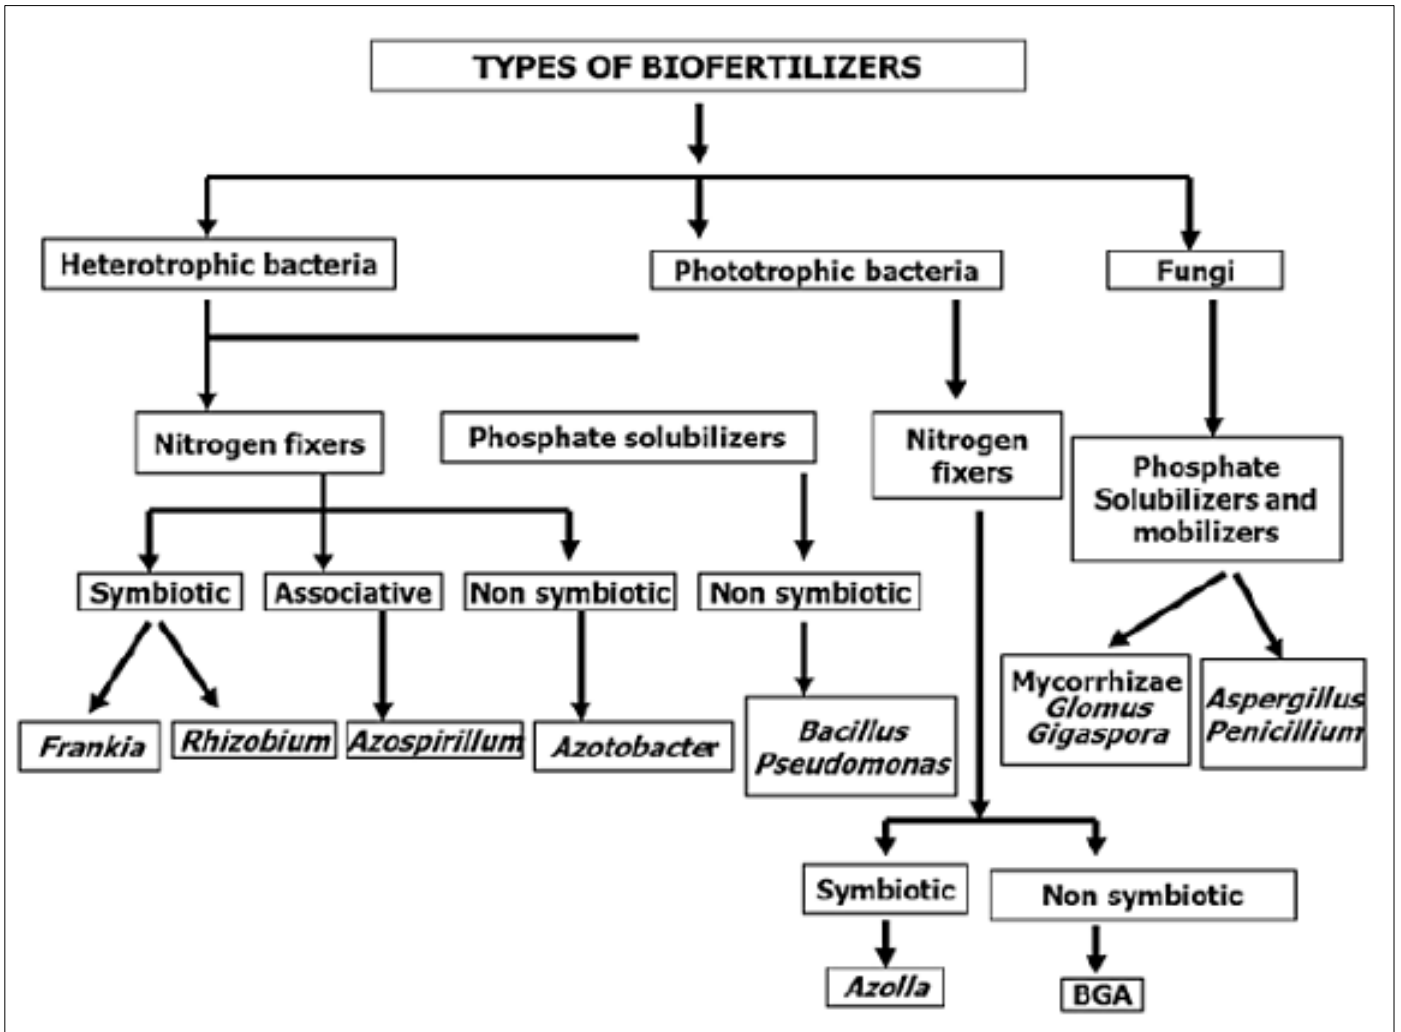 TYPES OF BIOFERTILIZERS
Heterotrophic bacteria
Phototrophic bacteria
Fungi
Nitrogen fixers
Phosphate solubilizers
Nitrogen
fixers
Phosphate
Solubilizers and
mobilizers
Symbiotic
Associative
Non symbiotic
Non symbiotic
Mycorrhizae
Glomus
Gigaspora
Aspergillus
Penicillium
Frankia
Rhizobium
Azospirillum
Azotobacter
Bacillus
Pseudomonas
Symbiotic
Non symbiotic
Azolla
BGA